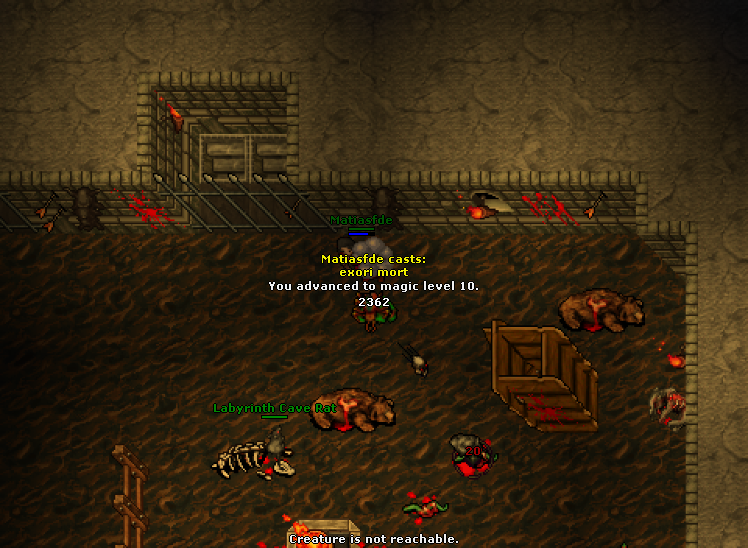 Matiasfde
Matiasfde casts:
exori mort
You advanced to magic level 10.
2362
Labyrinth Cave Rat
20
Creature is not reachable.